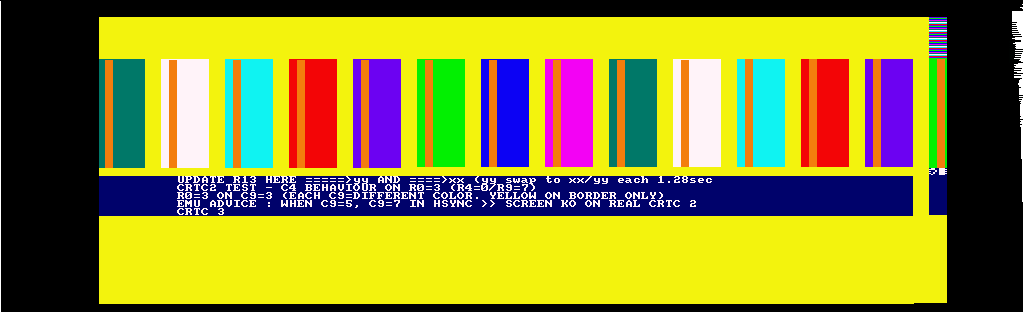 UPDATE R13 HERE =====>yy AND ====>xx (yy swap to xx/yy each 1.28sec
CRTC2 TEST - C4 BEHAVIOUR ON R0=3 (R4=0/R9=7)
R0=3 ON C9=3 (EACH C9=DIFFERENT COLOR. YELLOW ON BORDER ONLY)
EMU ADVICE : WHEN C9=5, C9=7 IN HSYNC >> SCREEN KO ON REAL CRTC 2
CRTC 3